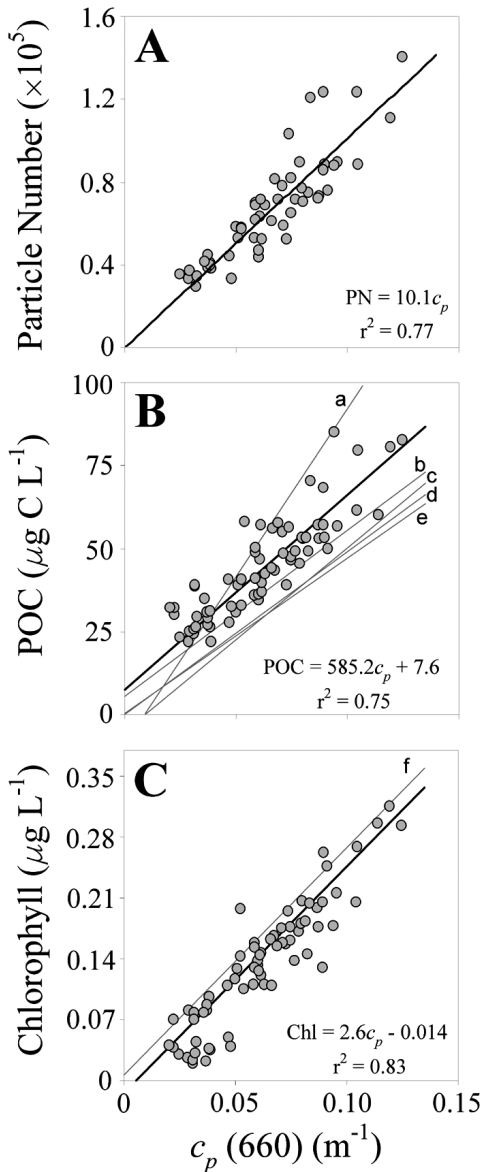 A
Particle Number (×10⁵)
1.6
1.2
0.8
0.4
0
PN = 10.1cₚ
r² = 0.77
B
POC (µg C L⁻¹)
100
75
50
25
0
a
b
c
d
e
POC = 585.2cₚ + 7.6
r² = 0.75
C
Chlorophyll (µg L⁻¹)
0.35
0.28
0.21
0.14
0.07
0
f
Chl = 2.6cₚ - 0.014
r² = 0.83
0 0.05 0.10 0.15
cₚ (660) (m⁻¹)